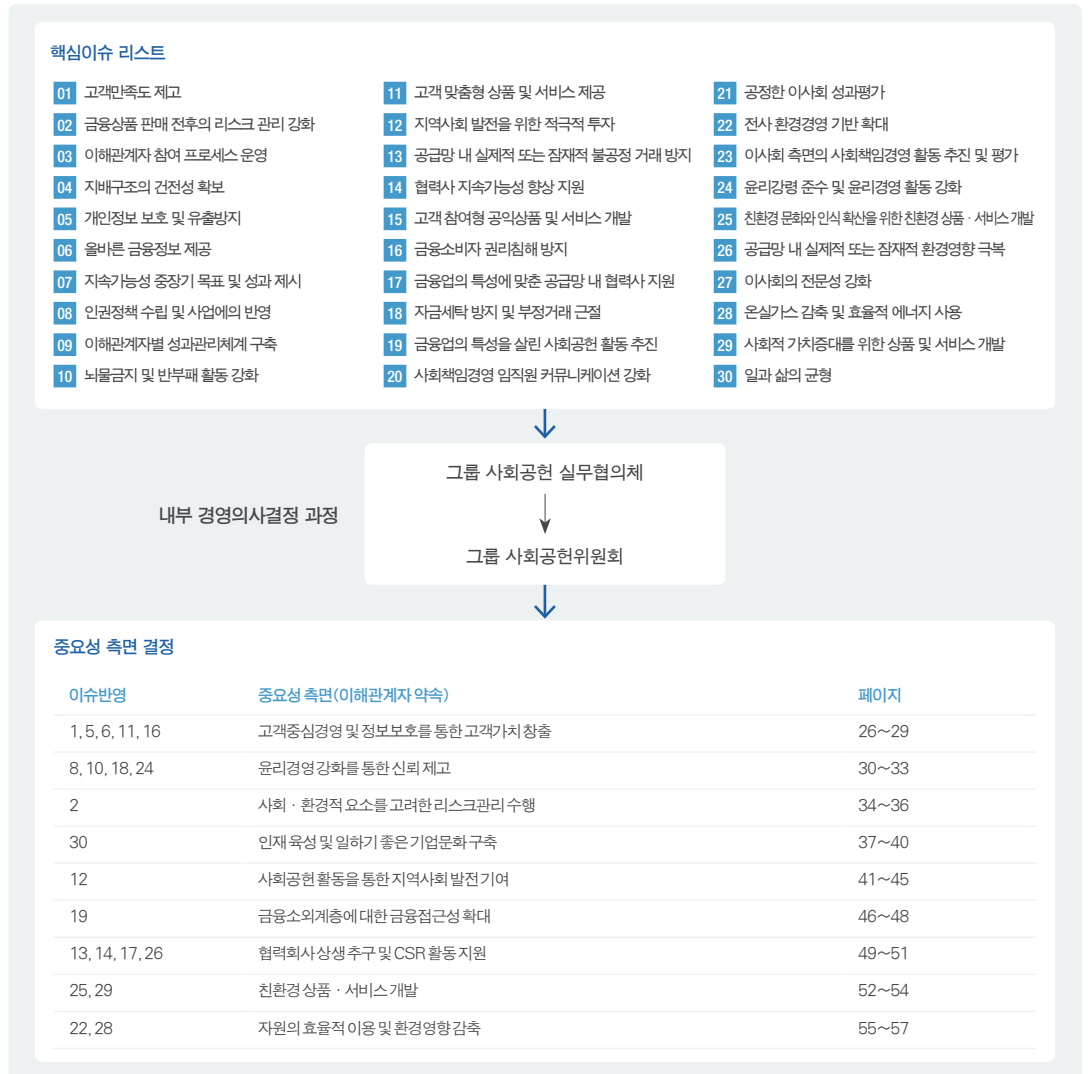 핵심이슈 리스트
01 고객만족도 제고
02 금융상품 판매 전후의 리스크 관리 강화
03 이해관계자 참여 프로세스 운영
04 지배구조의 건전성 확보
05 개인정보 보호 및 유출방지
06 올바른 금융정보 제공
07 지속가능성 중장기 목표 및 성과 제시
08 인권정책 수립 및 사업에의 반영
09 이해관계자별 성과관리체계 구축
10 뇌물금지 및 반부패 활동 강화
11 고객 맞춤형 상품 및 서비스 제공
12 지역사회 발전을 위한 적극적 투자
13 공급망 내 실제적 또는 잠재적 불공정 거래 방지
14 협력사 지속가능성 향상 지원
15 고객 참여형 공익상품 및 서비스 개발
16 금융소비자 권리침해 방지
17 금융업의 특성에 맞춘 공급망 내 협력사 지원
18 자금세탁 방지 및 부정거래 근절
19 금융업의 특성을 살린 사회공헌 활동 추진
20 사회책임경영 임직원 커뮤니케이션 강화
21 공정한 이사회 성과평가
22 전사 환경경영 기반 확대
23 이사회 측면의 사회책임경영 활동 추진 및 평가
24 윤리강령 준수 및 윤리경영 활동 강화
25 친환경 문화와 인식 확산을 위한 친환경 상품 · 서비스 개발
26 공급망 내 실제적 또는 잠재적 환경영향 극복
27 이사회의 전문성 강화
28 온실가스 감축 및 효율적 에너지 사용
29 사회적 가치증대를 위한 상품 및 서비스 개발
30 일과 삶의 균형
내부 경영의사결정 과정
그룹 사회공헌 실무협의체
그룹 사회공헌위원회
중요성 측면 결정
이슈반영 중요성 측면(이해관계자 약속) 페이지
1, 5, 6, 11, 16 고객중심경영 및 정보보호를 통한 고객가치 창출 26~29
8, 10, 18, 24 윤리경영 강화를 통한 신뢰 제고 30~33
2 사회 · 환경적 요소를 고려한 리스크관리 수행 34~36
30 인재 육성 및 일하기 좋은 기업문화 구축 37~40
12 사회공헌 활동을 통한 지역사회 발전 기여 41~45
19 금융소외계층에 대한 금융접근성 확대 46~48
13, 14, 17, 26 협력회사 상생 추구 및 CSR 활동 지원 49~51
25, 29 친환경 상품 · 서비스 개발 52~54
22, 28 자원의 효율적 이용 및 환경영향 감축 55~57